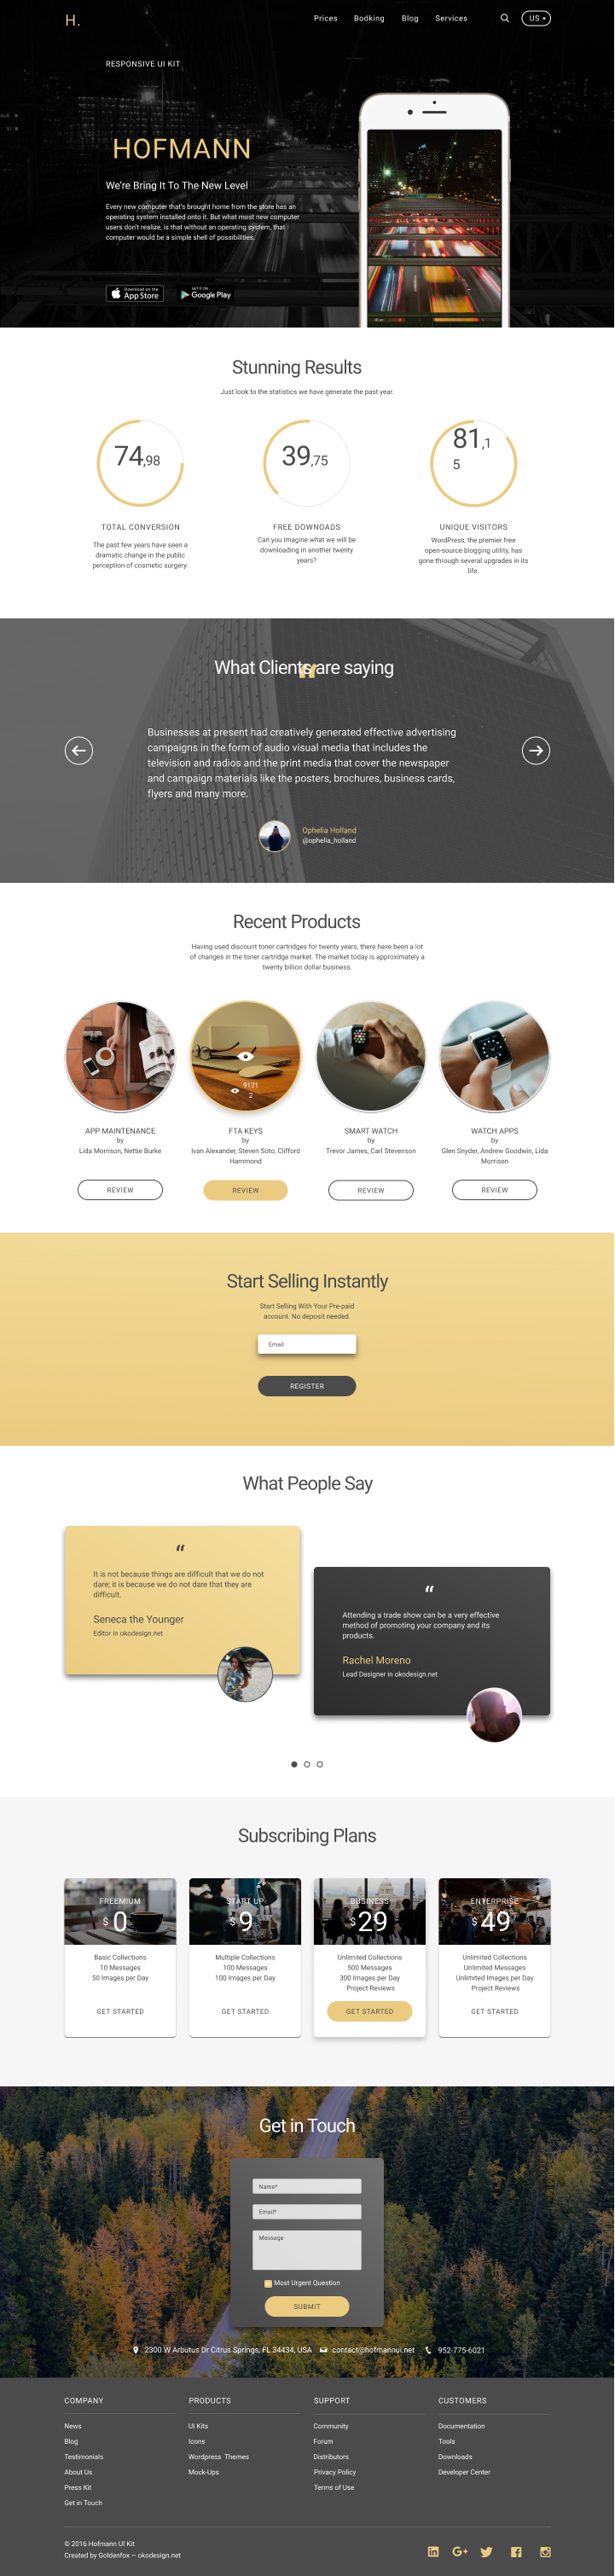 H.
Prices Booking Blog Services US
RESPONSIVE UI KIT
HOFMANN
We're Bring It To The New Level
Every new computer that's brought home from the store has an
operating system installed onto it. But what most new computer
users don't realize, is that without an operating system, that
computer would be a simple shell of possibilities.
Download on the
App Store
GET IT ON
Google Play
Stunning Results
Just look to the statistics we have generate the past year.
74,98
TOTAL CONVERSION
The past few years have seen a
dramatic change in the public
perception of cosmetic surgery.
39,75
FREE DOWNOADS
Can you imagine what we will be
downloading in another twenty
years?
81,1
5
UNIQUE VISITORS
WordPress, the premier free
open-source blogging utility, has
gone through several upgrades in its
life.
What Clients are saying
Businesses at present had creatively generated effective advertising
campaigns in the form of audio visual media that includes the
television and radios and the print media that cover the newspaper
and campaign materials like the posters, brochures, business cards,
flyers and many more.
Ophelia Holland
@ophelia_holland
Recent Products
Having used discount toner cartridges for twenty years, there have been a lot
of changes in the toner cartridge market. The market today is approximately a
twenty billion dollar business.
APP MAINTENANCE
by
Lida Morrison, Nettie Burke
REVIEW
9131
2
FTA KEYS
by
Ivan Alexander, Steven Soto, Clifford
Hammond
REVIEW
SMART WATCH
by
Trevor James, Carl Stevenson
REVIEW
WATCH APPS
by
Glen Snyder, Andrew Goodwin, Lida
Morrison
REVIEW
Start Selling Instantly
Start Selling With Your Pre-paid
account. No deposit needed.
Email
REGISTER
What People Say
“
It is not because things are difficult that we do not
dare; it is because we do not dare that they are
difficult.
Seneca the Younger
Editor in okodesign.net
“
Attending a trade show can be a very effective
method of promoting your company and its
products.
Rachel Moreno
Lead Designer in okodesign.net
Subscribing Plans
FREEMIUM
$ 0
Basic Collections
10 Messages
50 Images per Day
GET STARTED
START UP
$ 9
Multiple Collections
100 Messages
100 Images per Day
GET STARTED
BUSINESS
$ 29
Unlimited Collections
500 Messages
300 Images per Day
Project Reviews
GET STARTED
ENTERPRISE
$ 49
Unlimited Collections
Unlimited Messages
Unlimited Images per Day
Project Reviews
GET STARTED
Get in Touch
Name*
Email*
Message
Most Urgent Question
SUBMIT
2300 W Arbutus Dr Citrus Springs, FL 34434, USA contact@hofmannui.net 952-775-6021
COMPANY
News
Blog
Testimonials
About Us
Press Kit
Get in Touch
PRODUCTS
UI Kits
Icons
Wordpress Themes
Mock-Ups
SUPPORT
Community
Forum
Distributors
Privacy Policy
Terms of Use
CUSTOMERS
Documentation
Tools
Downloads
Developer Center
© 2016 Hofmann UI Kit
Created by Goldenfox — okodesign.net